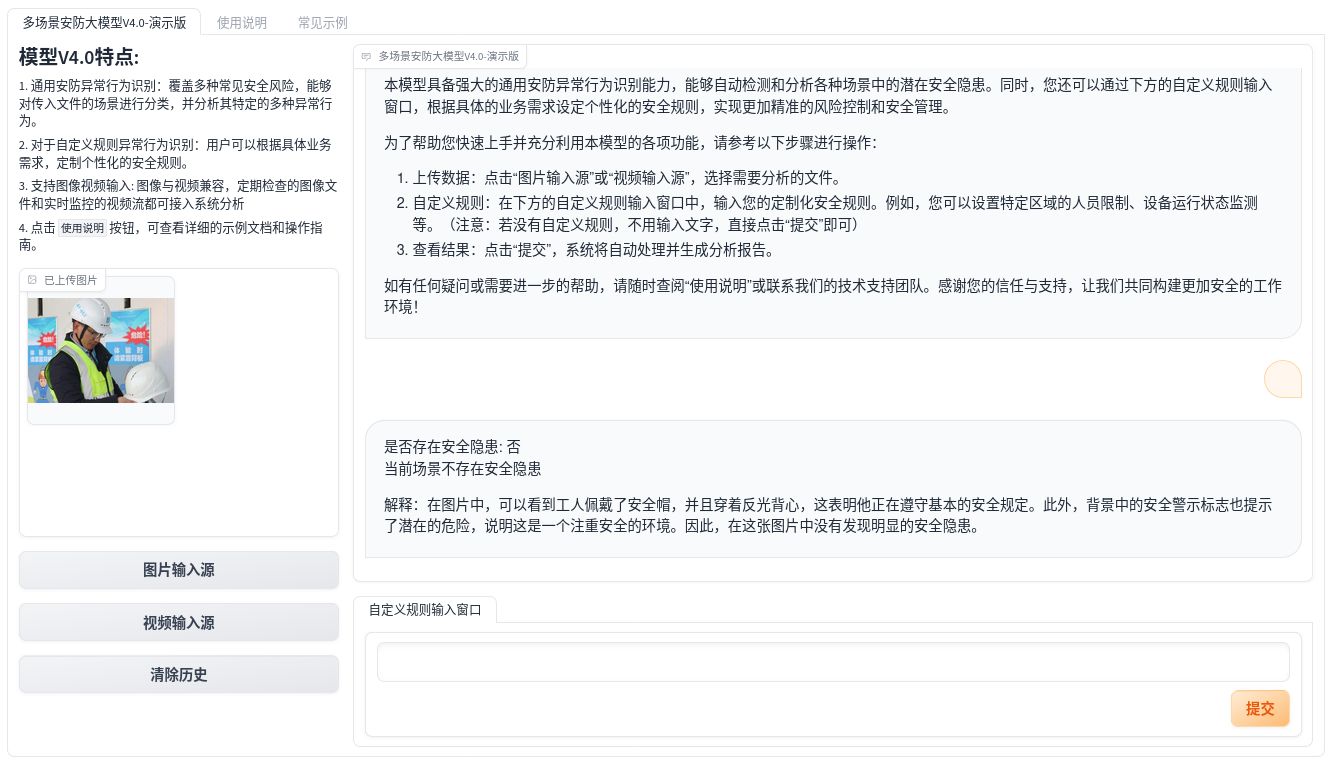 多场景安防大模型V4.0-演示版
使用说明
常见示例
模型V4.0特点:
1. 通用安防异常行为识别：覆盖多种常见安全风险，能够
对传入文件的场景进行分类，并分析其特定的多种异常行
为。
2. 对于自定义规则异常行为识别：用户可以根据具体业务
需求，定制个性化的安全规则。
3. 支持图像视频输入: 图像与视频兼容，定期检查的图像文
件和实时监控的视频流都可接入系统分析
4. 点击 使用说明 按钮，可查看详细的示例文档和操作指
南。
已上传图片
危险!
体验时
图片输入源
视频输入源
清除历史
多场景安防大模型V4.0-演示版
本模型具备强大的通用安防异常行为识别能力，能够自动检测和分析各种场景中的潜在安全隐患。同时，您还可以通过下方的自定义规则输入
窗口，根据具体的业务需求设定个性化的安全规则，实现更加精准的风险控制和安全管理。
为了帮助您快速上手并充分利用本模型的各项功能，请参考以下步骤进行操作：
1. 上传数据：点击“图片输入源”或“视频输入源”，选择需要分析的文件。
2. 自定义规则：在下方的自定义规则输入窗口中，输入您的定制化安全规则。例如，您可以设置特定区域的人员限制、设备运行状态监测
等。（注意：若没有自定义规则，不用输入文字，直接点击“提交”即可）
3. 查看结果：点击“提交”，系统将自动处理并生成分析报告。
如有任何疑问或需要进一步的帮助，请随时查阅“使用说明”或联系我们的技术支持团队。感谢您的信任与支持，让我们共同构建更加安全的工作
环境！
是否存在安全隐患: 否
当前场景不存在安全隐患
解释：在图片中，可以看到工人佩戴了安全帽，并且穿着反光背心，这表明他正在遵守基本的安全规定。此外，背景中的安全警示标志也提示
了潜在的危险，说明这是一个注重安全的环境。因此，在这张图片中没有发现明显的安全隐患。
自定义规则输入窗口
提交